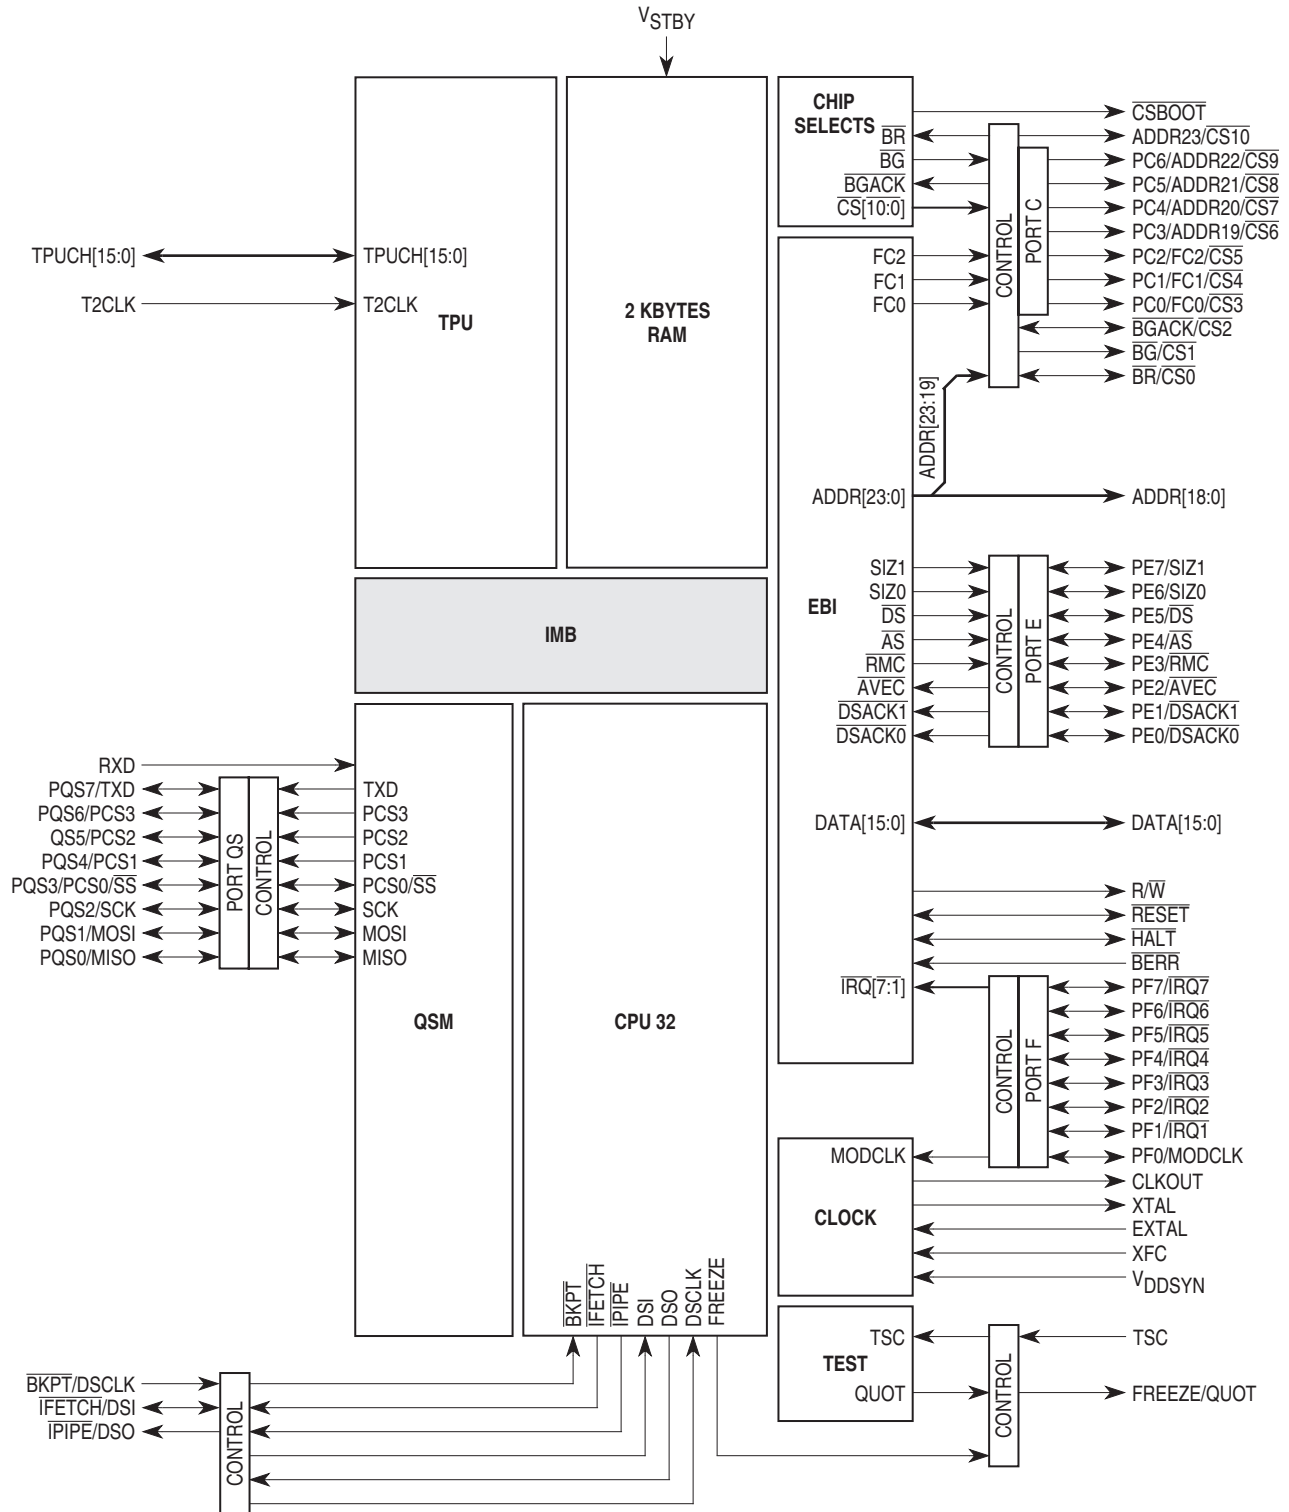 VSTBY
CHIP
SELECTS
BR
BG
BGACK
CS[10:0]
CSBOOT
ADDR23/CS10
PC6/ADDR22/CS9
PC5/ADDR21/CS8
PC4/ADDR20/CS7
PC3/ADDR19/CS6
PC2/FC2/CS5
PC1/FC1/CS4
PC0/FC0/CS3
BGACK/CS2
BG/CS1
BR/CS0
CONTROL
PORT C
FC2
FC1
FC0
TPUCH[15:0]
TPUCH[15:0]
T2CLK
T2CLK
TPU
2 KBYTES
RAM
ADDR[23:19]
ADDR[23:0]
ADDR[18:0]
EBI
SIZ1
SIZ0
DS
AS
RMC
AVEC
DSACK1
DSACK0
CONTROL
PORT E
PE7/SIZ1
PE6/SIZ0
PE5/DS
PE4/AS
PE3/RMC
PE2/AVEC
PE1/DSACK1
PE0/DSACK0
IMB
RXD
PQS7/TXD
PQS6/PCS3
QS5/PCS2
PQS4/PCS1
PQS3/PCS0/SS
PQS2/SCK
PQS1/MOSI
PQS0/MISO
PORT QS
CONTROL
TXD
PCS3
PCS2
PCS1
PCS0/SS
SCK
MOSI
MISO
QSM
CPU 32
DATA[15:0]
DATA[15:0]
R/W
RESET
HALT
BERR
IRQ[7:1]
CONTROL
PORT F
PF7/IRQ7
PF6/IRQ6
PF5/IRQ5
PF4/IRQ4
PF3/IRQ3
PF2/IRQ2
PF1/IRQ1
PF0/MODCLK
MODCLK
CLOCK
CLKOUT
XTAL
EXTAL
XFC
VDDSYN
BKPT
IFETCH
IPIPE
DSI
DSO
DSCLK
FREEZE
TSC
TEST
QUOT
CONTROL
TSC
FREEZE/QUOT
BKPT/DSCLK
IFETCH/DSI
IPIPE/DSO
CONTROL